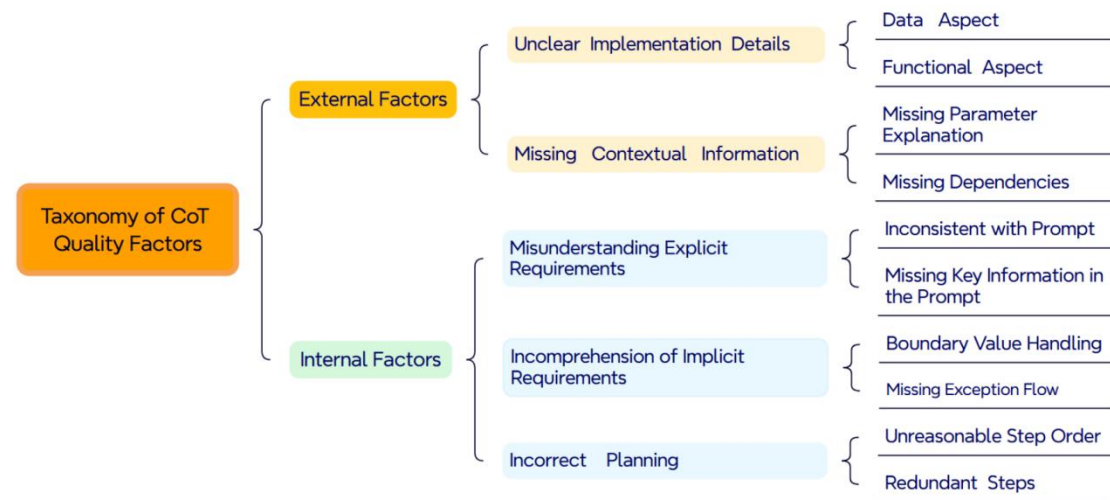 Taxonomy of CoT
Quality Factors
External Factors
Unclear Implementation Details
Data Aspect
Functional Aspect
Missing Contextual Information
Missing Parameter
Explanation
Missing Dependencies
Internal Factors
Misunderstanding Explicit
Requirements
Inconsistent with Prompt
Missing Key Information in
the Prompt
Incomprehension of Implicit
Requirements
Boundary Value Handling
Missing Exception Flow
Incorrect Planning
Unreasonable Step Order
Redundant Steps